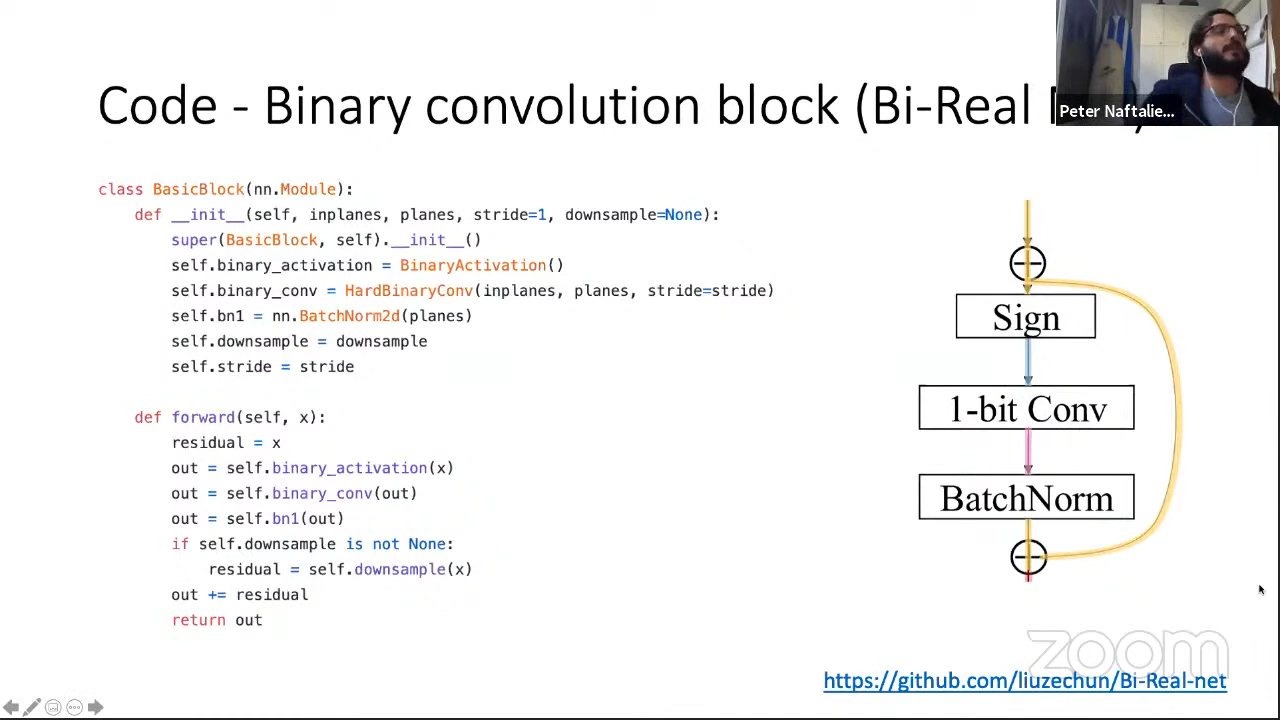 Code - Binary convolution block (Bi-Real
Peter Naftalie...
class BasicBlock(nn.Module):
def __init__(self, inplanes, planes, stride=1, downsample=None):
super(BasicBlock, self).__init__()
self.binary_activation = BinaryActivation()
self.binary_conv = HardBinaryConv(inplanes, planes, stride=stride)
self.bn1 = nn.BatchNorm2d(planes)
self.downsample = downsample
self.stride = stride
def forward(self, x):
residual = x
out = self.binary_activation(x)
out = self.binary_conv(out)
out = self.bn1(out)
if self.downsample is not None:
residual = self.downsample(x)
out += residual
return out
Sign
1-bit Conv
BatchNorm
zoom
https://github.com/liuzechun/Bi-Real-net